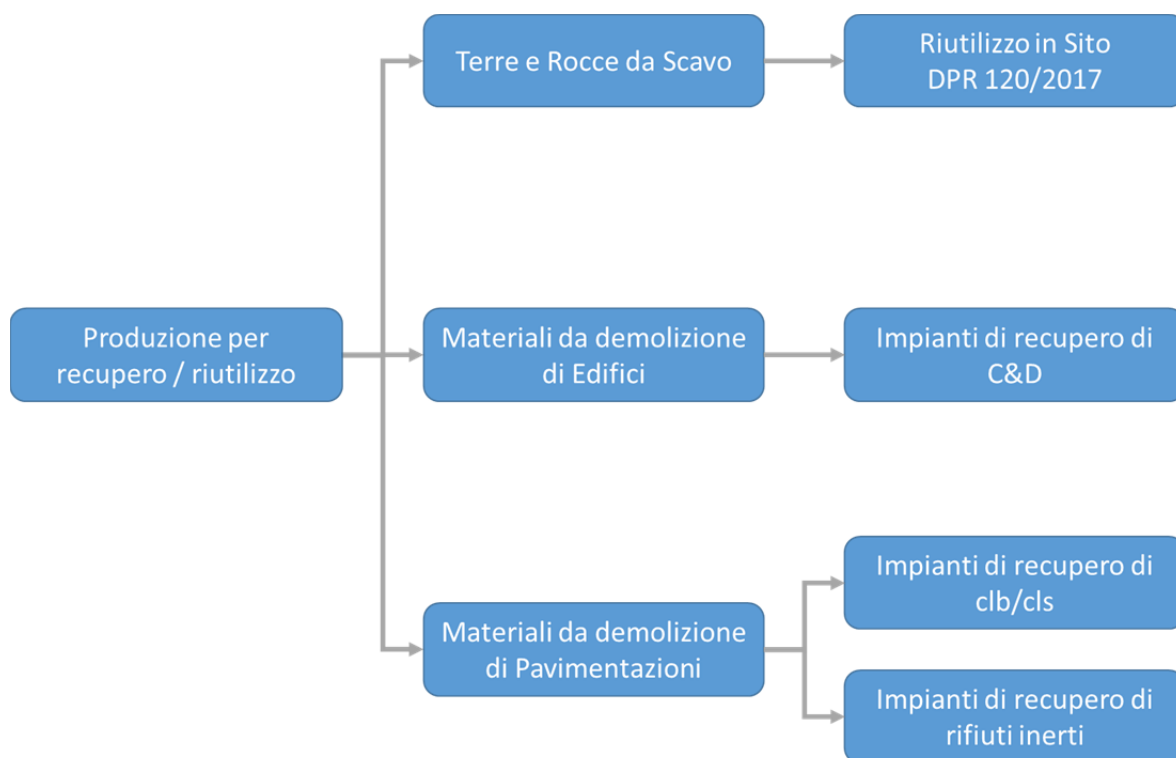 Terre e Rocce da Scavo
Riutilizzo in Sito
DPR 120/2017
Produzione per
recupero / riutilizzo
Materiali da demolizione
di Edifici
Impianti di recupero di
C&D
Materiali da demolizione
di Pavimentazioni
Impianti di recupero di
clb/cls
Impianti di recupero di
rifiuti inerti